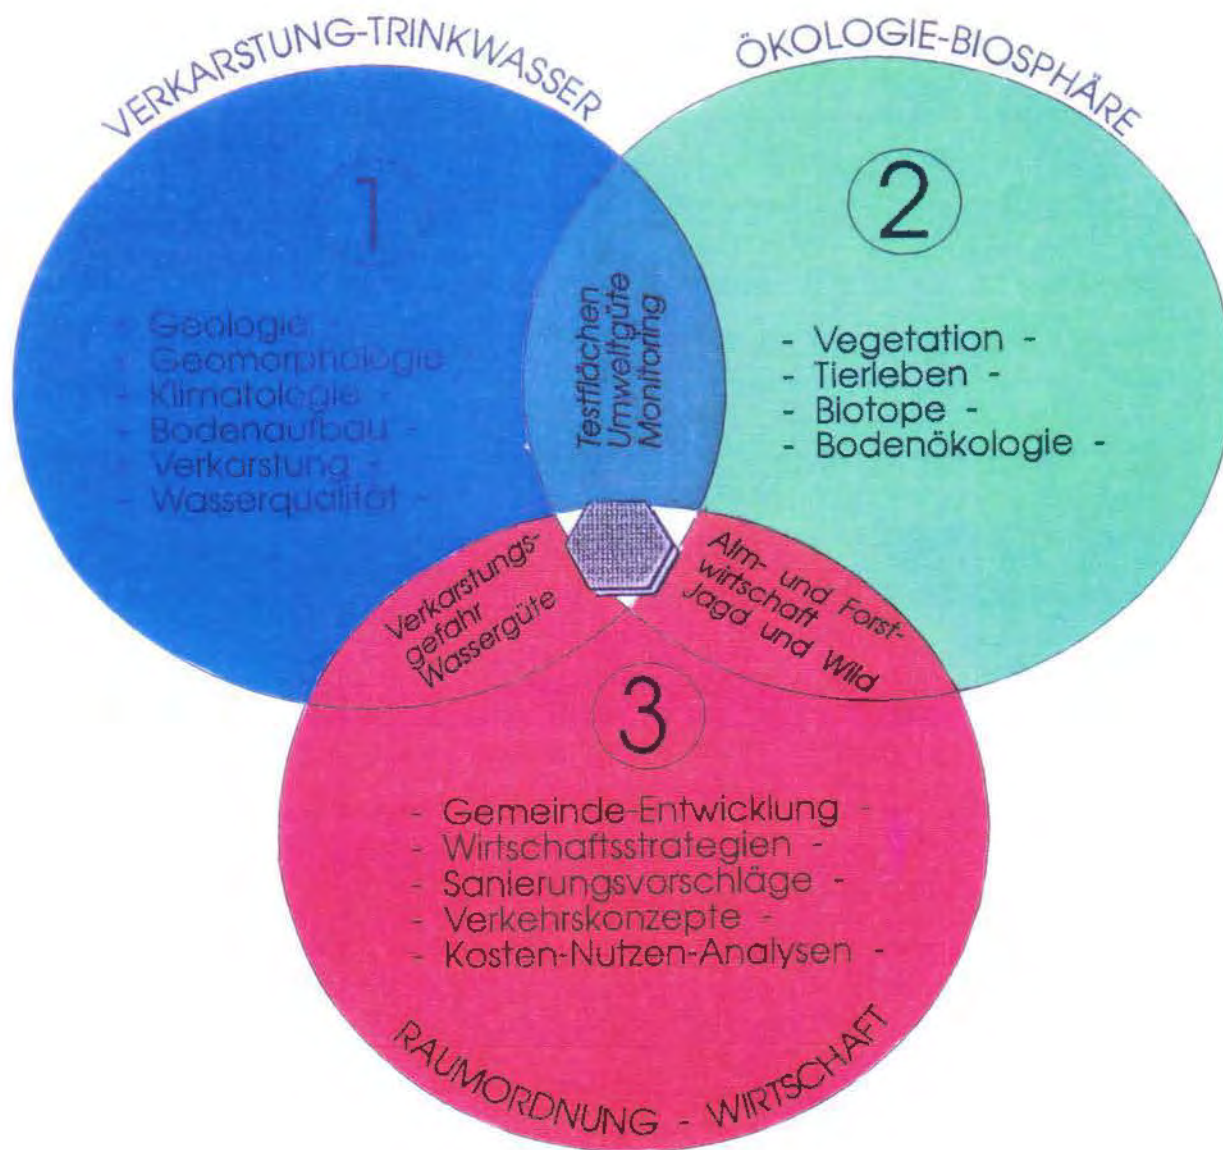 VERKARSTUNG-TRINKWASSER
1
- Geologie -
- Geomorphologie
- Klimatologie -
- Bodenaufbau -
- Verkarstung -
- Wasserqualität -
ÖKOLOGIE-BIOSPHÄRE
2
- Vegetation -
- Tierleben -
- Biotope -
- Bodenökologie -
Testflächen
Umweltgüte
Monitoring
Verkarstungs-
gefahr
Wassergüte
Alm- und Forst-
wirtschaft
Jagd und Wild
3
- Gemeinde-Entwicklung -
- Wirtschaftsstrategien -
- Sanierungsvorschläge -
- Verkehrskonzepte -
- Kosten-Nutzen-Analysen -
RAUMORDNUNG - WIRTSCHAFT